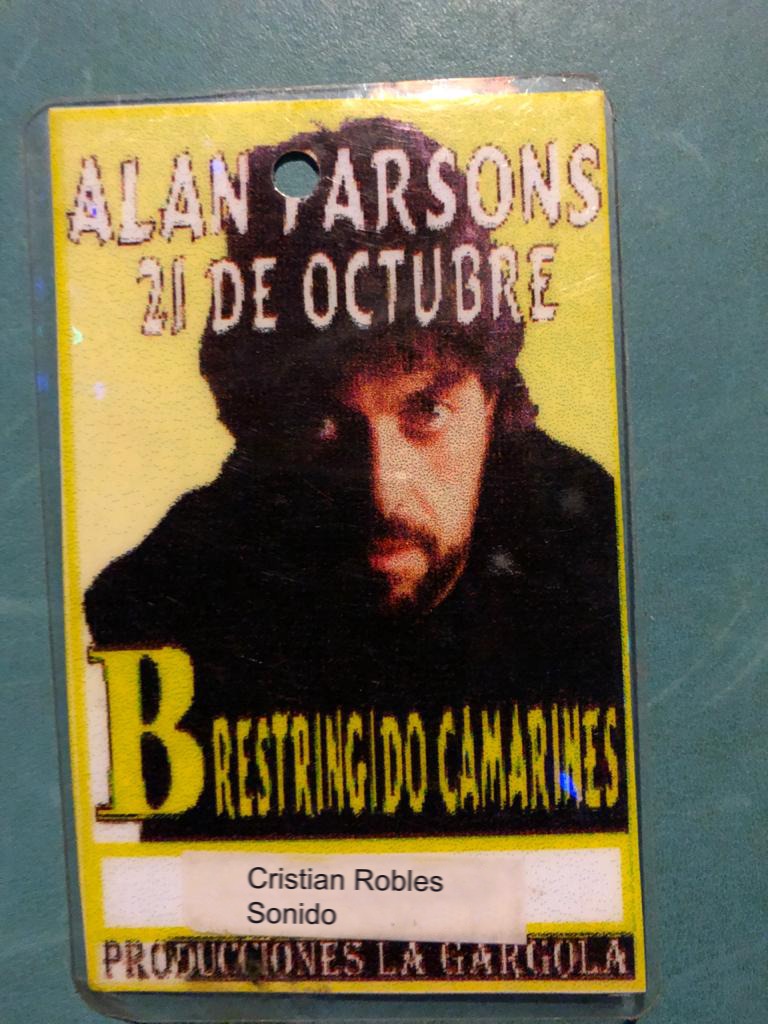 ALAN PARSONS
21 DE OCTUBRE
B RESTRINGIDO CAMARINES
Cristian Robles
Sonido
PRODUCCIONES LA GARGOLA